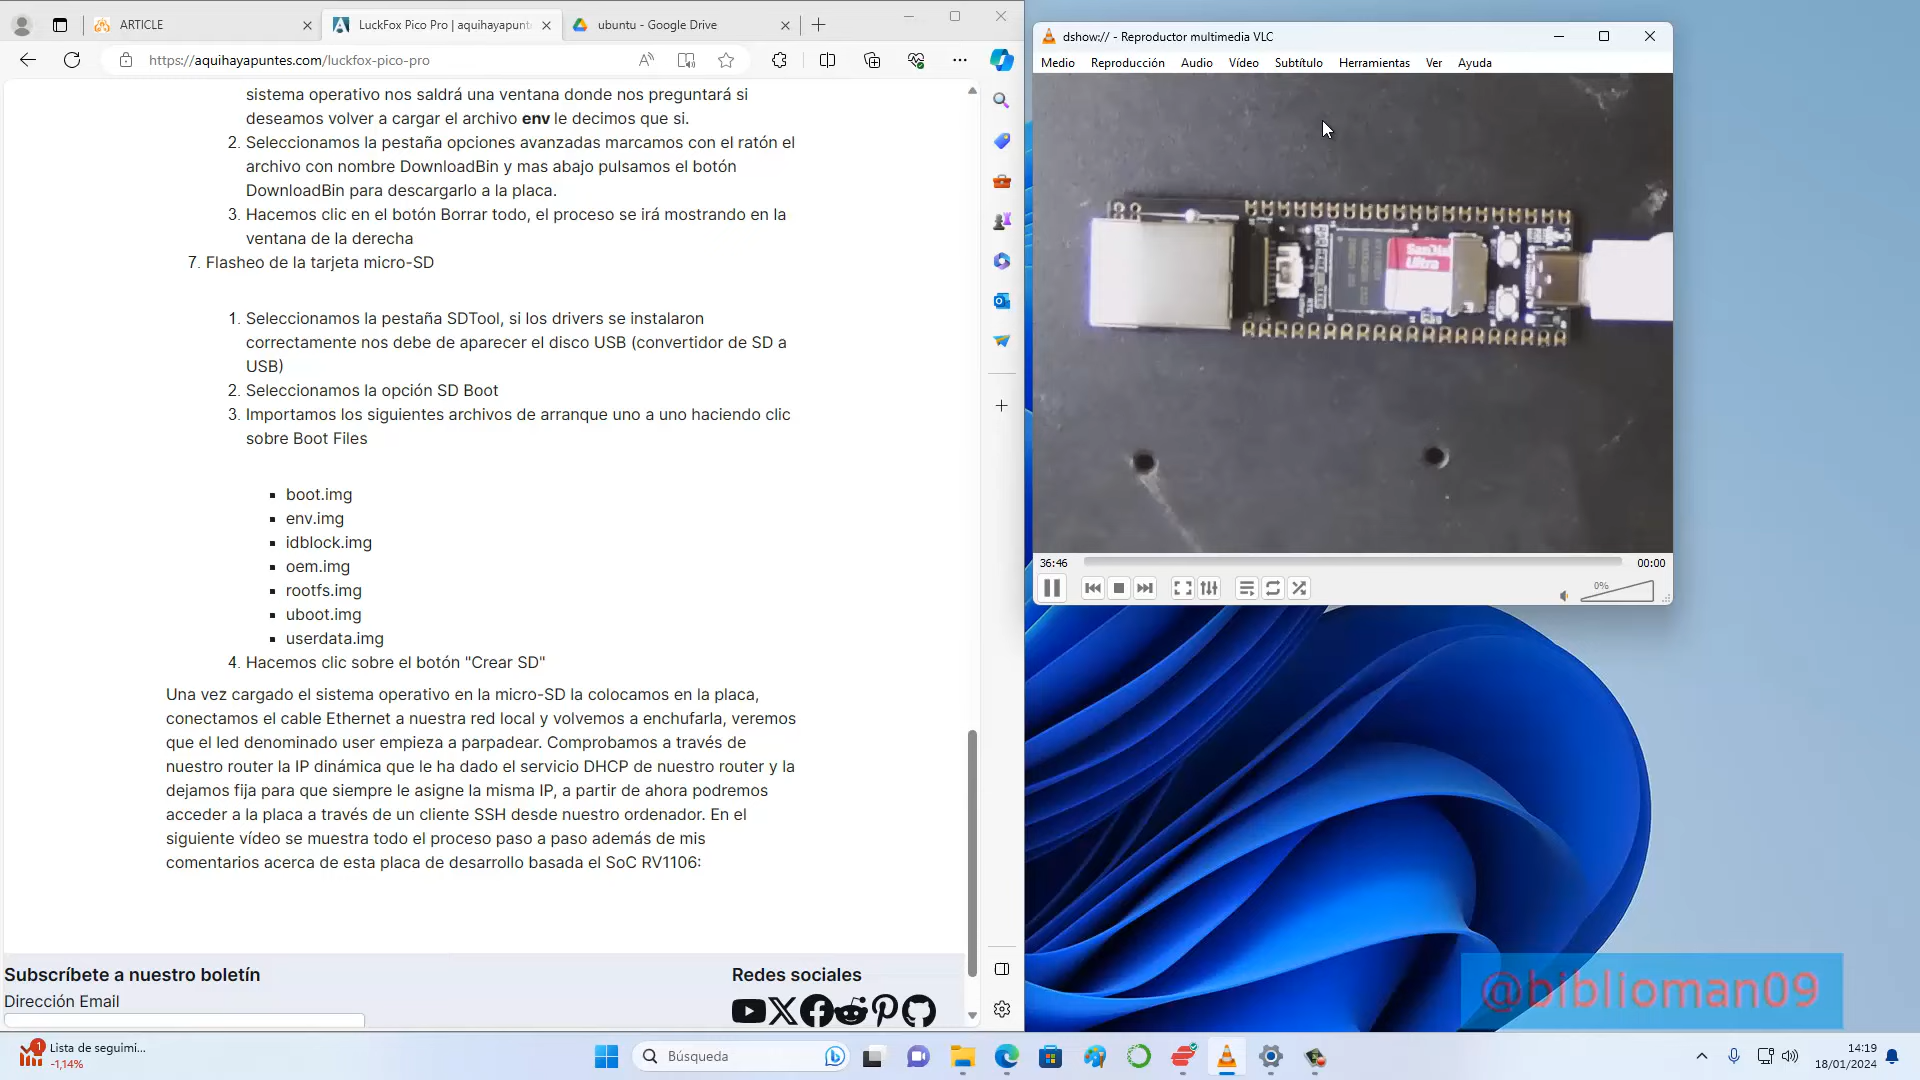 ARTICLE
LuckFox Pico Pro | aquihayapunt
ubuntu - Google Drive
https://aquihayapuntes.com/luckfox-pico-pro
sistema operativo nos saldrá una ventana donde nos preguntará si
deseamos volver a cargar el archivo env le decimos que si.
2. Seleccionamos la pestaña opciones avanzadas marcamos con el ratón el
archivo con nombre DownloadBin y mas abajo pulsamos el botón
DownloadBin para descargarlo a la placa.
3. Hacemos clic en el botón Borrar todo, el proceso se irá mostrando en la
ventana de la derecha
7. Flasheo de la tarjeta micro-SD
1. Seleccionamos la pestaña SDTool, si los drivers se instalaron
correctamente nos debe de aparecer el disco USB (convertidor de SD a
USB)
2. Seleccionamos la opción SD Boot
3. Importamos los siguientes archivos de arranque uno a uno haciendo clic
sobre Boot Files
boot.img
env.img
idblock.img
oem.img
rootfs.img
uboot.img
userdata.img
4. Hacemos clic sobre el botón "Crear SD"
Una vez cargado el sistema operativo en la micro-SD la colocamos en la placa,
conectamos el cable Ethernet a nuestra red local y volvemos a enchufarla, veremos
que el led denominado user empieza a parpadear. Comprobamos a través de
nuestro router la IP dinámica que le ha dado el servicio DHCP de nuestro router y la
dejamos fija para que siempre le asigne la misma IP, a partir de ahora podremos
acceder a la placa a través de un cliente SSH desde nuestro ordenador. En el
siguiente vídeo se muestra todo el proceso paso a paso además de mis
comentarios acerca de esta placa de desarrollo basada el SoC RV1106:
Subscríbete a nuestro boletín
Redes sociales
Dirección Email
dshow:// - Reproductor multimedia VLC
Medio Reproducción Audio Vídeo Subtítulo Herramientas Ver Ayuda
SanDisk
Ultra
36:46
00:00
0%
@biblioman09
1
Lista de seguimi...
-1,14%
Búsqueda
14:19
18/01/2024